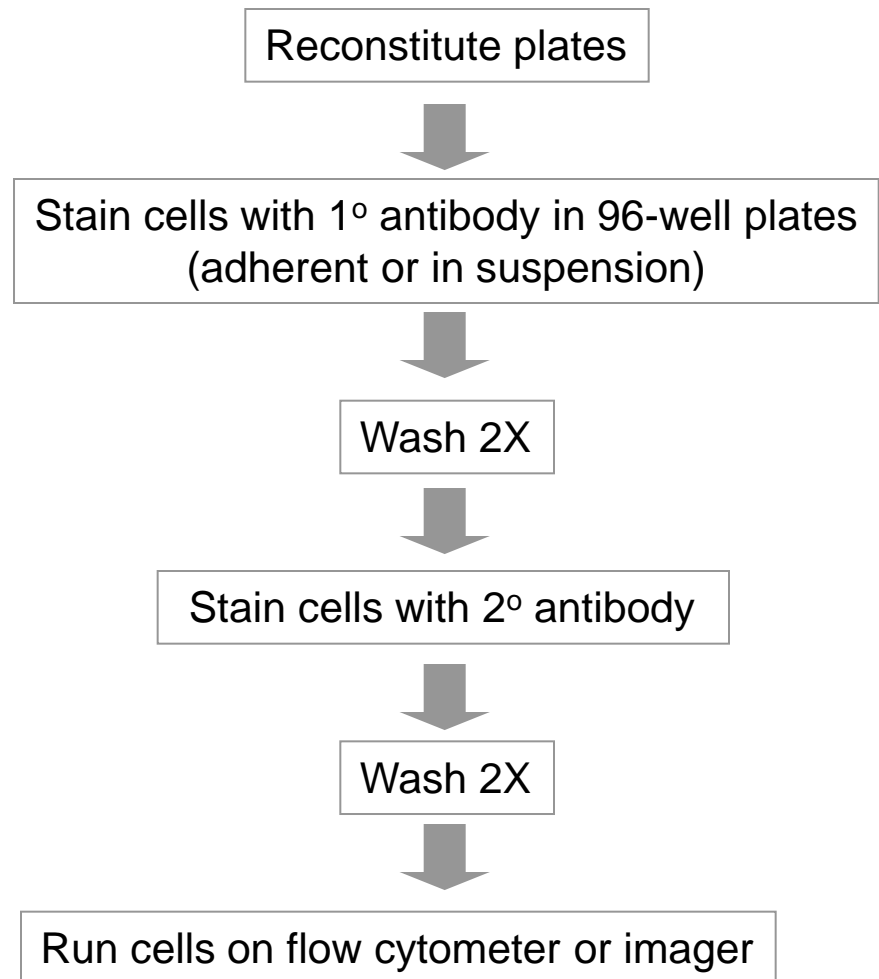 Reconstitute plates
Stain cells with 1º antibody in 96-well plates
(adherent or in suspension)
Wash 2X
Stain cells with 2º antibody
Wash 2X
Run cells on flow cytometer or imager